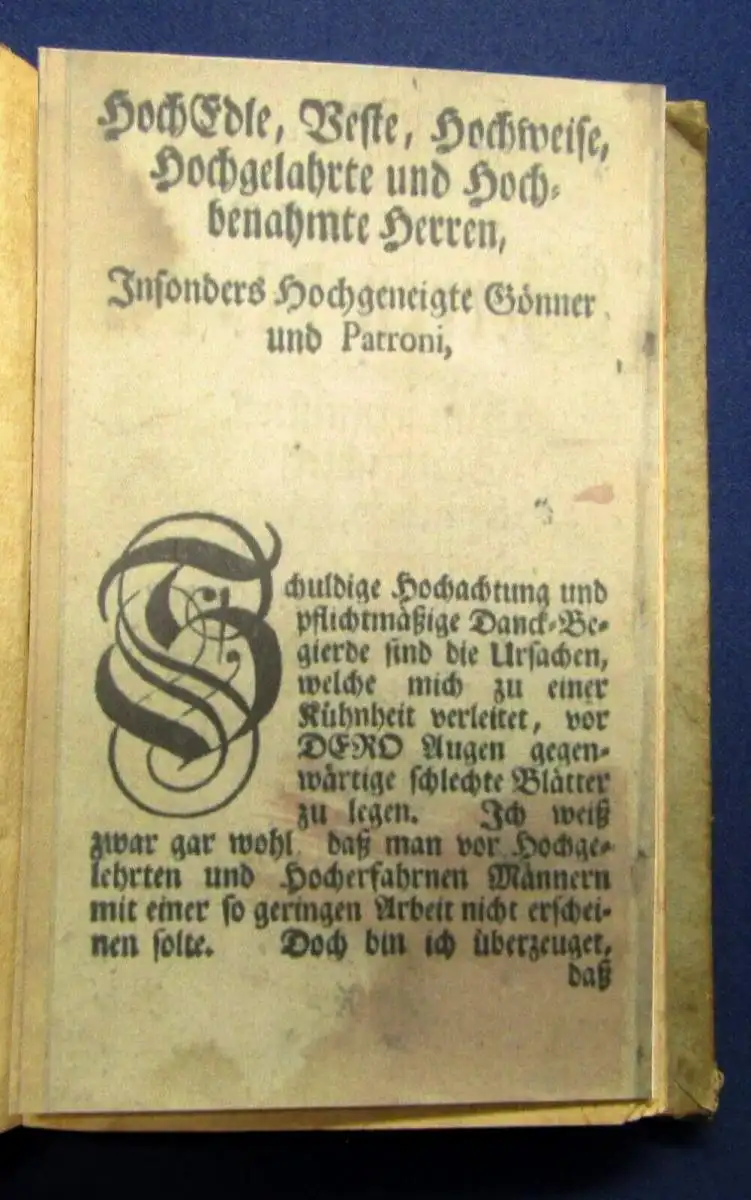 HochEdle, Veste, Hochweise,
Hochgelahrte und Hoch-
benahmte Herren,
Insonders Hochgeneigte Gönner
und Patroni,
Schuldige Hochachtung und
pflichtmäßige Danck-Be-
gierde sind die Ursachen,
welche mich zu einer
Kühnheit verleitet, vor
DERO Augen gegen-
wärtige schlechte Blätter
zu legen. Ich weiß
zwar gar wohl daß man vor Hochge-
lehrten und Hocherfahrnen Männern
mit einer so geringen Arbeit nicht erschei-
nen solte. Doch bin ich überzeuget,
daß